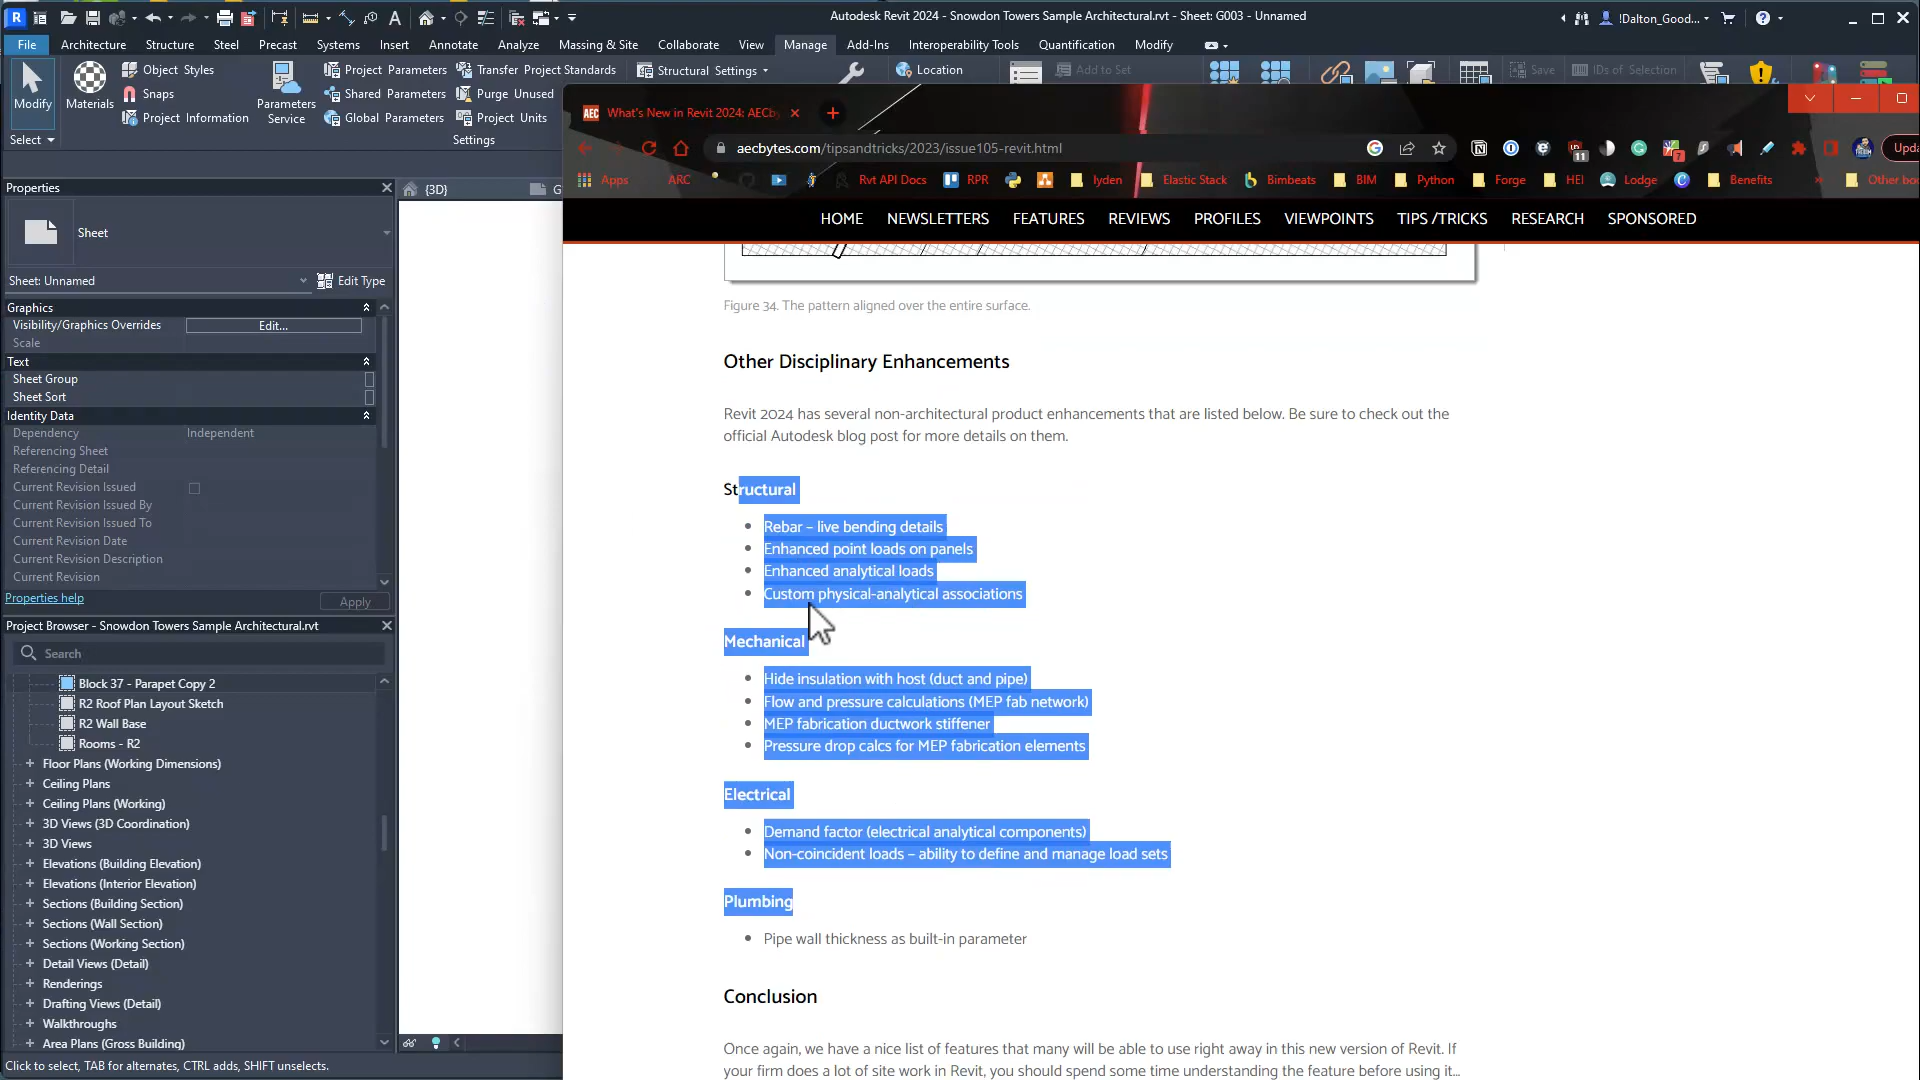 Autodesk Revit 2024 - Snowdon Towers Sample Architectural.rvt - Sheet: G003 - Unnamed
!Dalton_Good...
File Architecture Structure Steel Precast Systems Insert Annotate Analyze Massing & Site Collaborate View Manage Add-Ins Interoperability Tools Quantification Modify
Modify
Select
Materials
Object Styles
Snaps
Project Information
Parameters
Service
Project Parameters
Shared Parameters
Global Parameters
Transfer Project Standards
Purge Unused
Project Units
Settings
Structural Settings
Location
Add to Set
Save
IDs of Selection
AEC What's New in Revit 2024: AECby
aecbytes.com/tipsandtricks/2023/issue105-revit.html
Upda
Apps ARC Rvt API Docs RPR lyden Elastic Stack Bimbeats BIM Python Forge HEI Lodge Benefits » Other boo
HOME NEWSLETTERS FEATURES REVIEWS PROFILES VIEWPOINTS TIPS /TRICKS RESEARCH SPONSORED
Properties
Sheet
Sheet: Unnamed
Edit Type
Graphics
Visibility/Graphics Overrides Edit...
Scale
Text
Sheet Group
Sheet Sort
Identity Data
Dependency Independent
Referencing Sheet
Referencing Detail
Current Revision Issued
Current Revision Issued By
Current Revision Issued To
Current Revision Date
Current Revision Description
Current Revision
Properties help
Apply
Project Browser - Snowdon Towers Sample Architectural.rvt
Search
Block 37 - Parapet Copy 2
R2 Roof Plan Layout Sketch
R2 Wall Base
Rooms - R2
Floor Plans (Working Dimensions)
Ceiling Plans
Ceiling Plans (Working)
3D Views (3D Coordination)
3D Views
Elevations (Building Elevation)
Elevations (Interior Elevation)
Sections (Building Section)
Sections (Wall Section)
Sections (Working Section)
Detail Views (Detail)
Renderings
Drafting Views (Detail)
Walkthroughs
Area Plans (Gross Building)
Click to select, TAB for alternates, CTRL adds, SHIFT unselects.
{3D}
G
Figure 34. The pattern aligned over the entire surface.
Other Disciplinary Enhancements
Revit 2024 has several non-architectural product enhancements that are listed below. Be sure to check out the
official Autodesk blog post for more details on them.
Structural
Rebar – live bending details
Enhanced point loads on panels
Enhanced analytical loads
Custom physical-analytical associations
Mechanical
Hide insulation with host (duct and pipe)
Flow and pressure calculations (MEP fab network)
MEP fabrication ductwork stiffener
Pressure drop calcs for MEP fabrication elements
Electrical
Demand factor (electrical analytical components)
Non-coincident loads – ability to define and manage load sets
Plumbing
Pipe wall thickness as built-in parameter
Conclusion
Once again, we have a nice list of features that many will be able to use right away in this new version of Revit. If
your firm does a lot of site work in Revit, you should spend some time understanding the feature before using it...